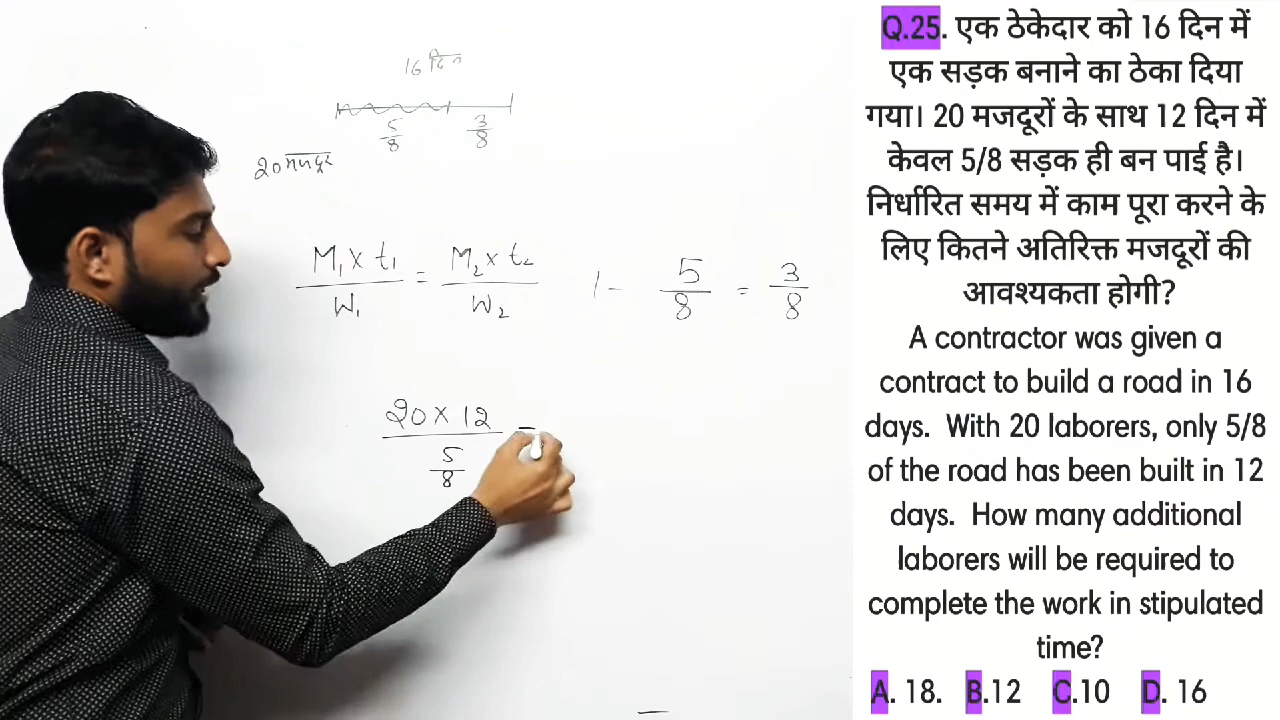 16 दिन
5/8 3/8
20 मजदूर
M₁ × t₁ / W₁ = M₂ × t₂ / W₂
1 - 5/8 = 3/8
20 × 12 / 5/8 =
Q.25. एक ठेकेदार को 16 दिन में
एक सड़क बनाने का ठेका दिया
गया। 20 मजदूरों के साथ 12 दिन में
केवल 5/8 सड़क ही बन पाई है।
निर्धारित समय में काम पूरा करने के
लिए कितने अतिरिक्त मजदूरों की
आवश्यकता होगी?
A contractor was given a
contract to build a road in 16
days. With 20 laborers, only 5/8
of the road has been built in 12
days. How many additional
laborers will be required to
complete the work in stipulated
time?
A. 18. B.12 C.10 D. 16